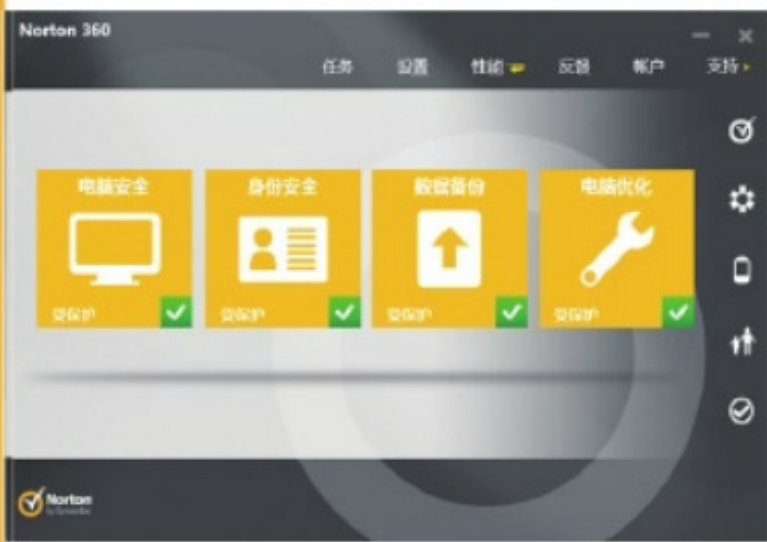 Norton 360
任务 设置 性能 反馈 帐户 支持
电脑安全 身份安全 数据备份 电脑优化
受保护 受保护 受保护 受保护
Norton
by Symantec